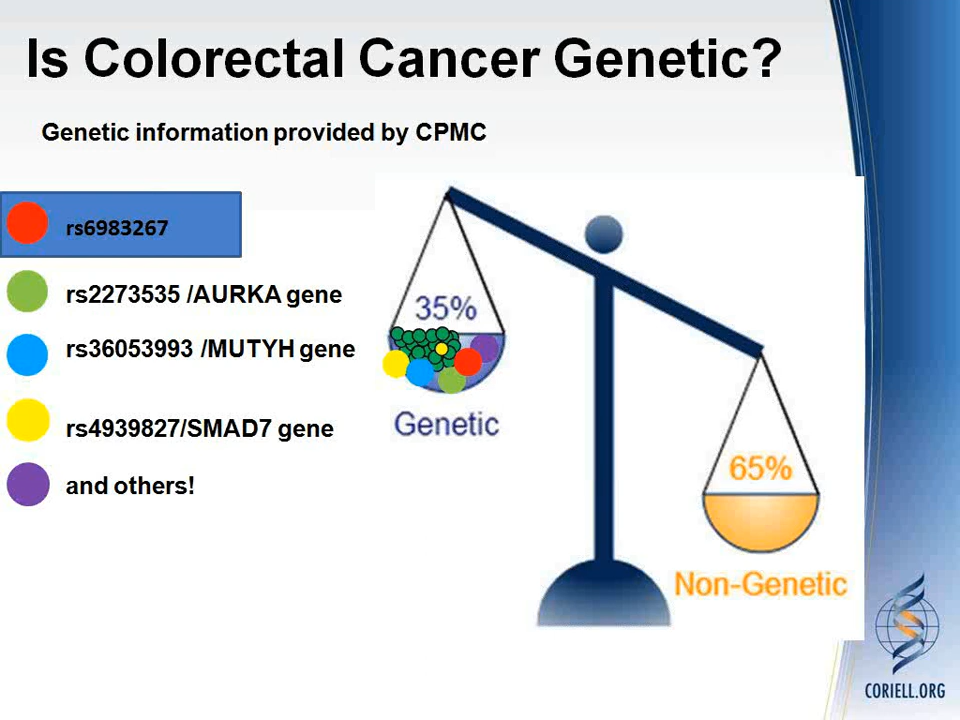 Is Colorectal Cancer Genetic?
Genetic information provided by CPMC
rs6983267
rs2273535 /AURKA gene
rs36053993 /MUTYH gene
rs4939827/SMAD7 gene
and others!
35%
Genetic
65%
Non-Genetic
CORIELL.ORG